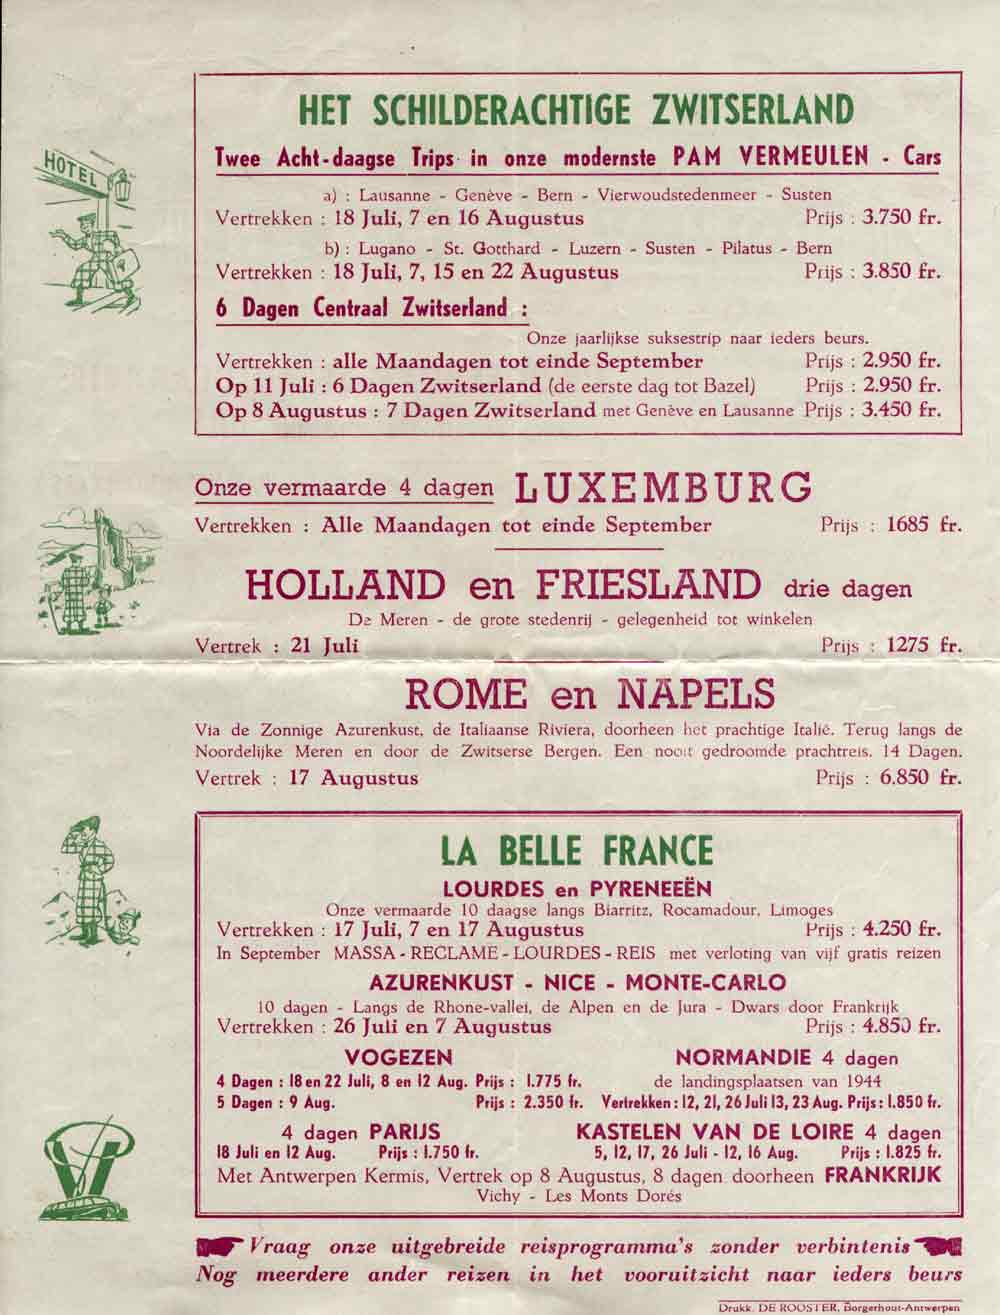 HOTEL
HET SCHILDERACHTIGE ZWITSERLAND
Twee Acht-daagse Trips in onze modernste PAM VERMEULEN - Cars
a) : Lausanne - Genève - Bern - Vierwoudstedenmeer - Susten
Vertrekken : 18 Juli, 7 en 16 Augustus Prijs : 3.750 fr.
b) : Lugano - St. Gotthard - Luzern - Susten - Pilatus - Bern
Vertrekken : 18 Juli, 7, 15 en 22 Augustus Prijs : 3.850 fr.
6 Dagen Centraal Zwitserland :
Onze jaarlijkse suksestrip naar ieders beurs.
Vertrekken : alle Maandagen tot einde September Prijs : 2.950 fr.
Op 11 Juli : 6 Dagen Zwitserland (de eerste dag tot Bazel) Prijs : 2.950 fr.
Op 8 Augustus : 7 Dagen Zwitserland met Genève en Lausanne Prijs : 3.450 fr.
Onze vermaarde 4 dagen LUXEMBURG
Vertrekken : Alle Maandagen tot einde September Prijs : 1685 fr.
HOLLAND en FRIESLAND drie dagen
De Meren - de grote stedenrij - gelegenheid tot winkelen
Vertrek : 21 Juli Prijs : 1275 fr.
ROME en NAPELS
Via de Zonnige Azurenkust, de Italiaanse Riviera, doorheen het prachtige Italië. Terug langs de
Noordelijke Meren en door de Zwitserse Bergen. Een nooit gedroomde prachtreis. 14 Dagen.
Vertrek : 17 Augustus Prijs : 6.850 fr.
LA BELLE FRANCE
LOURDES en PYRENEEËN
Onze vermaarde 10 daagse langs Biarritz, Rocamadour, Limoges
Vertrekken : 17 Juli, 7 en 17 Augustus Prijs : 4.250 fr.
In September MASSA - RECLAME - LOURDES - REIS met verloting van vijf gratis reizen
AZURENKUST - NICE - MONTE-CARLO
10 dagen - Langs de Rhone-vallei, de Alpen en de Jura - Dwars door Frankrijk
Vertrekken : 26 Juli en 7 Augustus Prijs : 4.850 fr.
VOGEZEN
4 Dagen : 18 en 22 Juli, 8 en 12 Aug. Prijs : 1.775 fr.
5 Dagen : 9 Aug. Prijs : 2.350 fr.
NORMANDIE 4 dagen
de landingsplaatsen van 1944
Vertrekken : 12, 21, 26 Juli 13, 23 Aug. Prijs : 1.850 fr.
4 dagen PARIJS
18 Juli en 12 Aug. Prijs : 1.750 fr.
KASTELEN VAN DE LOIRE 4 dagen
5, 12, 17, 26 Juli - 12, 16 Aug. Prijs : 1.825 fr.
Met Antwerpen Kermis, Vertrek op 8 Augustus, 8 dagen doorheen FRANKRIJK
Vichy - Les Monts Dorés
V
Vraag onze uitgebreide reisprogramma's zonder verbintenis
Nog meerdere ander reizen in het vooruitzicht naar ieders beurs
Drukk. DE ROOSTER, Borgerhout-Antwerpen